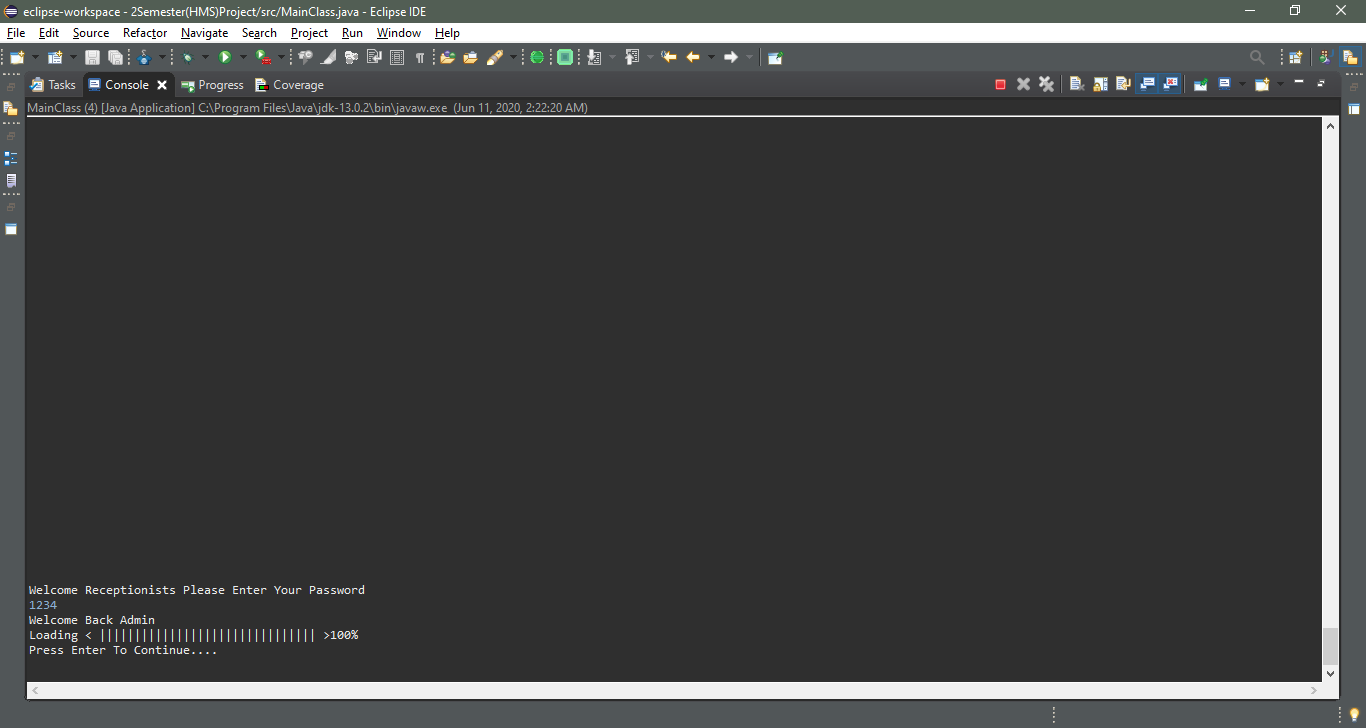 eclipse-workspace - 2Semester(HMS)Project/src/MainClass.java - Eclipse IDE
File Edit Source Refactor Navigate Search Project Run Window Help
Tasks Console Progress Coverage
MainClass (4) [Java Application] C:\Program Files\Java\jdk-13.0.2\bin\javaw.exe (Jun 11, 2020, 2:22:20 AM)
Welcome Receptionists Please Enter Your Password
1234
Welcome Back Admin
Loading < ||||||||||||||||||||||||||||||| >100%
Press Enter To Continue....